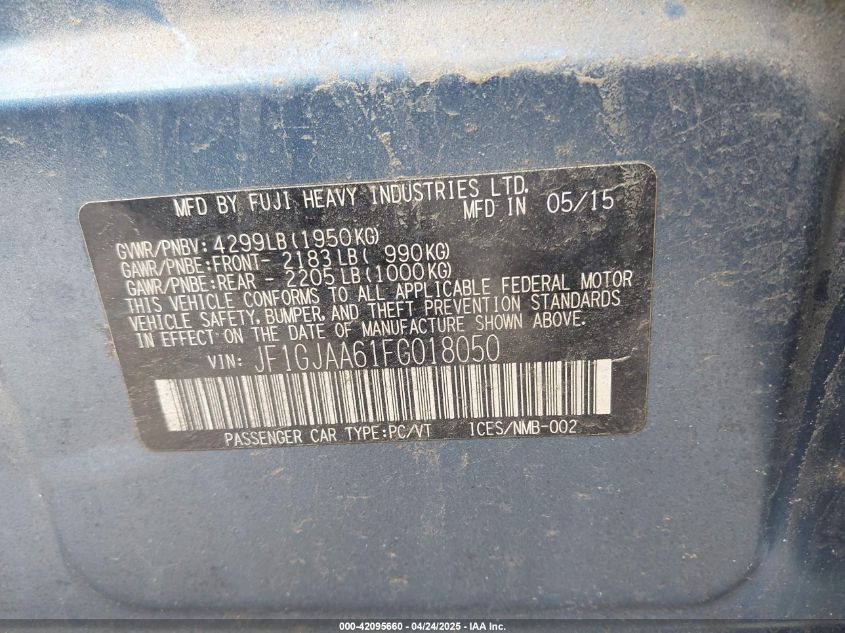 MFD BY FUJI HEAVY INDUSTRIES LTD.
MFD IN 05/15
GVWR/PNBV: 4299LB(1950KG)
GAWR/PNBE:FRONT- 2183LB( 990KG)
GAWR/PNBE:REAR - 2205LB(1000KG)
THIS VEHICLE CONFORMS TO ALL APPLICABLE FEDERAL MOTOR
VEHICLE SAFETY, BUMPER, AND THEFT PREVENTION STANDARDS
IN EFFECT ON THE DATE OF MANUFACTURE SHOWN ABOVE.
VIN: JF1GJAA61FG018050
PASSENGER CAR TYPE:PC/VT ICES/NMB-002
000-42095660 - 04/24/2025 - IAA Inc.